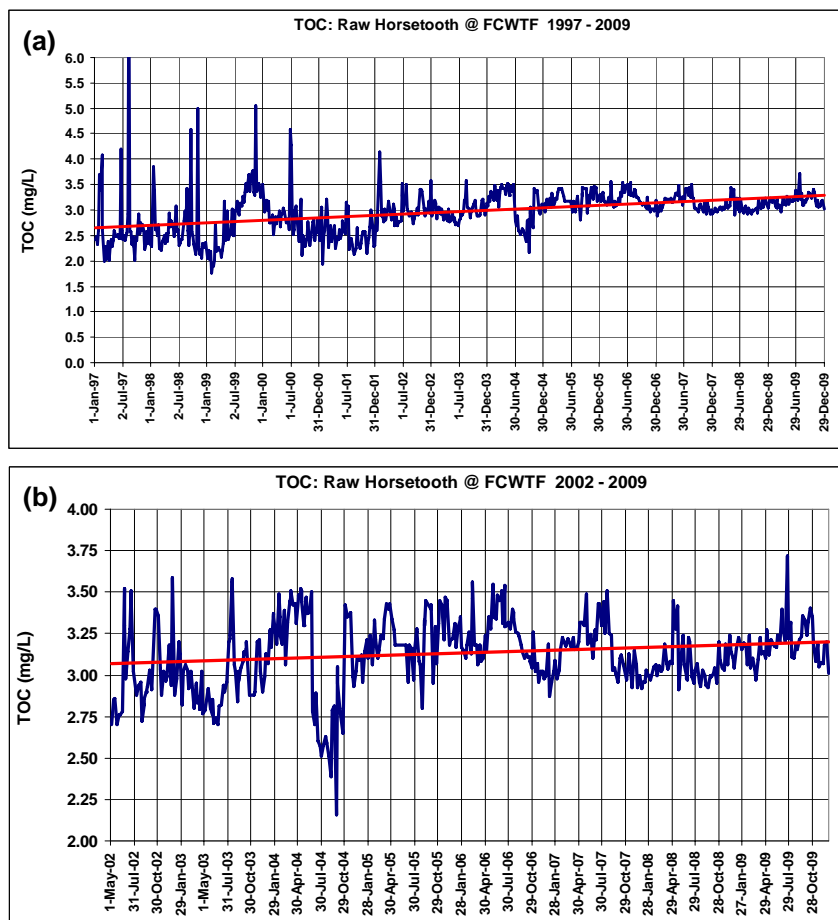 (a)
TOC: Raw Horsetooth @ FCWTF 1997 - 2009
TOC (mg/L)
6.0
5.5
5.0
4.5
4.0
3.5
3.0
2.5
2.0
1.5
1.0
0.5
0.0
1-Jan-97
2-Jul-97
1-Jan-98
2-Jul-98
1-Jan-99
2-Jul-99
1-Jan-00
1-Jul-00
31-Dec-00
1-Jul-01
31-Dec-01
1-Jul-02
31-Dec-02
1-Jul-03
31-Dec-03
30-Jun-04
30-Dec-04
30-Jun-05
30-Dec-05
30-Jun-06
30-Dec-06
30-Jun-07
30-Dec-07
29-Jun-08
29-Dec-08
29-Jun-09
29-Dec-09
(b)
TOC: Raw Horsetooth @ FCWTF 2002 - 2009
TOC (mg/L)
4.00
3.75
3.50
3.25
3.00
2.75
2.50
2.25
2.00
1-May-02
31-Jul-02
30-Oct-02
29-Jan-03
1-May-03
31-Jul-03
30-Oct-03
29-Jan-04
30-Apr-04
30-Jul-04
29-Oct-04
28-Jan-05
30-Apr-05
30-Jul-05
29-Oct-05
28-Jan-06
30-Apr-06
30-Jul-06
29-Oct-06
28-Jan-07
30-Apr-07
30-Jul-07
29-Oct-07
28-Jan-08
29-Apr-08
29-Jul-08
28-Oct-08
27-Jan-09
29-Apr-09
29-Jul-09
28-Oct-09